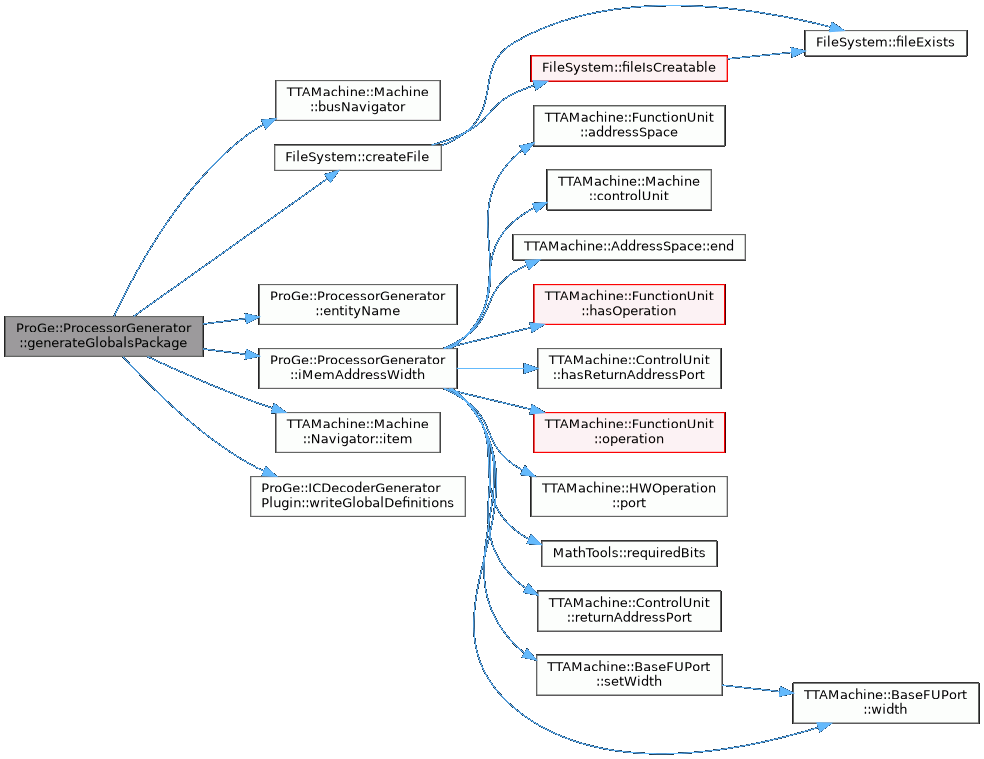 ProGe::ProcessorGenerator
::generateGlobalsPackage
TTAMachine::Machine
::busNavigator
FileSystem::createFile
ProGe::ProcessorGenerator
::entityName
ProGe::ProcessorGenerator
::iMemAddressWidth
TTAMachine::Machine
::Navigator::item
ProGe::ICDecoderGenerator
Plugin::writeGlobalDefinitions
FileSystem::fileIsCreatable
TTAMachine::FunctionUnit
::addressSpace
TTAMachine::Machine
::controlUnit
TTAMachine::AddressSpace::end
TTAMachine::FunctionUnit
::hasOperation
TTAMachine::ControlUnit
::hasReturnAddressPort
TTAMachine::FunctionUnit
::operation
TTAMachine::HWOperation
::port
MathTools::requiredBits
TTAMachine::ControlUnit
::returnAddressPort
TTAMachine::BaseFUPort
::setWidth
FileSystem::fileExists
TTAMachine::BaseFUPort
::width